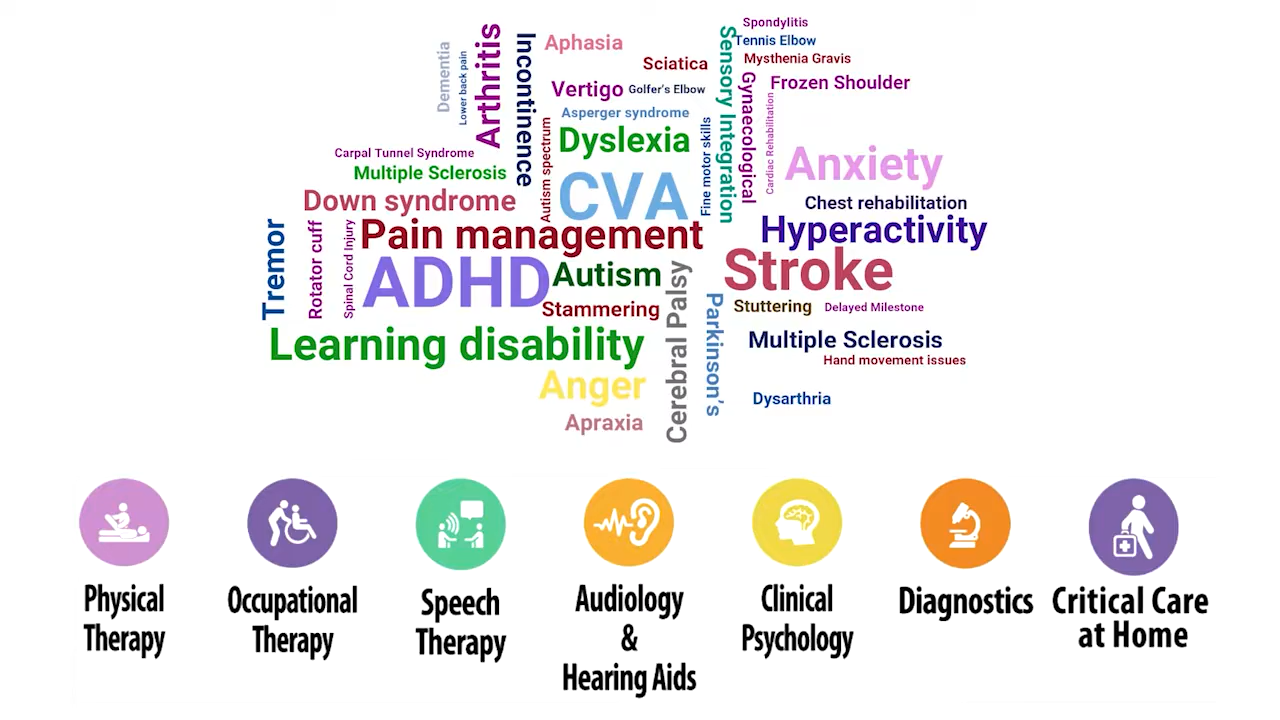 Spondylitis
Tennis Elbow
Mysthenia Gravis
Frozen Shoulder
Dementia
Lower back pain
Arthritis
Incontinence
Aphasia
Sciatica
Vertigo
Golfer's Elbow
Asperger syndrome
Dyslexia
Autism spectrum
CVA
Fine motor skills
Sensory Integration
Gynaecological
Cardiac Rehabilitation
Anxiety
Chest rehabilitation
Hyperactivity
Carpal Tunnel Syndrome
Multiple Sclerosis
Down syndrome
Tremor
Rotator cuff
Spinal Cord Injury
Pain management
ADHD
Autism
Stammering
Stroke
Stuttering
Delayed Milestone
Learning disability
Cerebral Palsy
Parkinson's
Multiple Sclerosis
Hand movement issues
Anger
Dysarthria
Apraxia
Physical
Therapy
Occupational
Therapy
Speech
Therapy
Audiology
&
Hearing Aids
Clinical
Psychology
Diagnostics
Critical Care
at Home